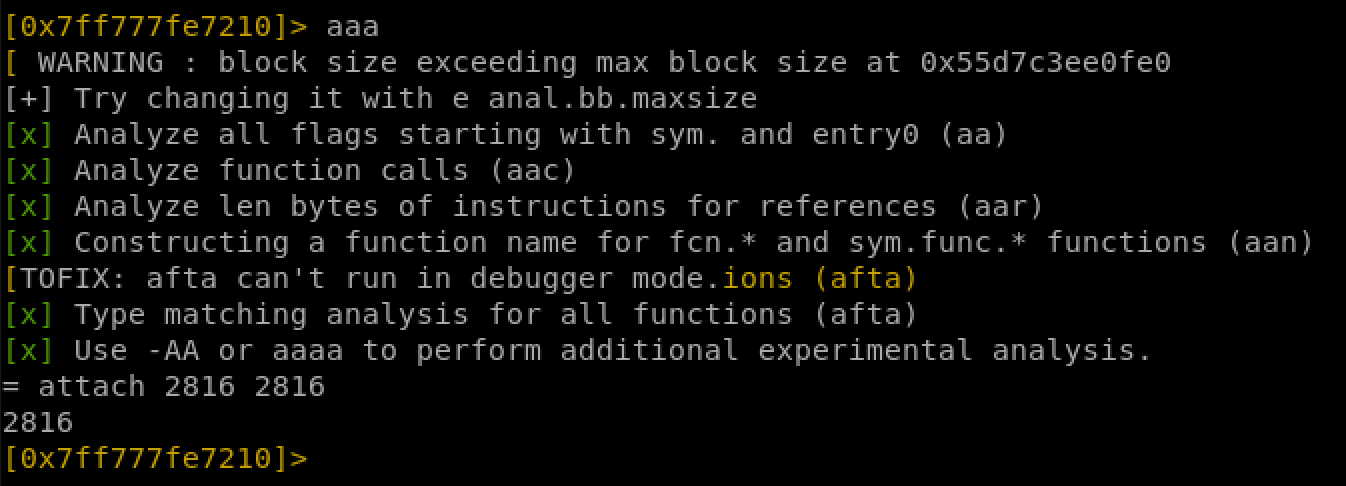 [0x7ff777fe7210]> aaa
[ WARNING : block size exceeding max block size at 0x55d7c3ee0fe0
[+] Try changing it with e anal.bb.maxsize
[x] Analyze all flags starting with sym. and entry0 (aa)
[x] Analyze function calls (aac)
[x] Analyze len bytes of instructions for references (aar)
[x] Constructing a function name for fcn.* and sym.func.* functions (aan)
[TOFIX: afta can't run in debugger mode.ions (afta)
[x] Type matching analysis for all functions (afta)
[x] Use -AA or aaaa to perform additional experimental analysis.
= attach 2816 2816
2816
[0x7ff777fe7210]>